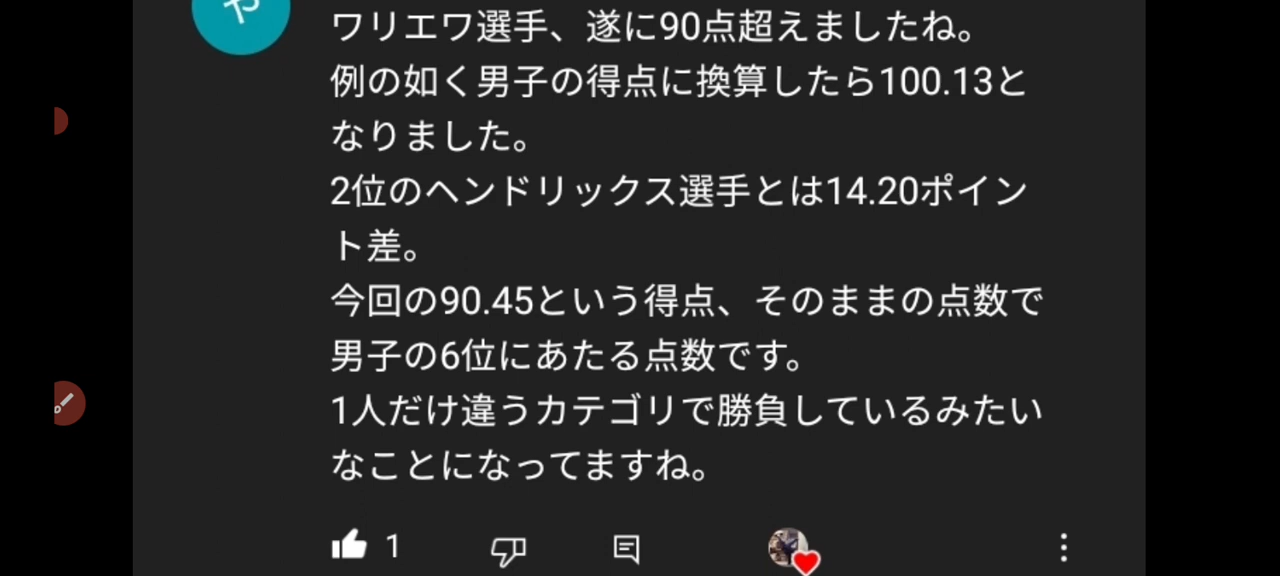 や
ワリエワ選手、遂に90点超えましたね。
例の如く男子の得点に換算したら100.13と
なりました。
2位のヘンドリックス選手とは14.20ポイン
ト差。
今回の90.45という得点、そのままの点数で
男子の6位にあたる点数です。
1人だけ違うカテゴリで勝負しているみたい
なことになってますね。
1